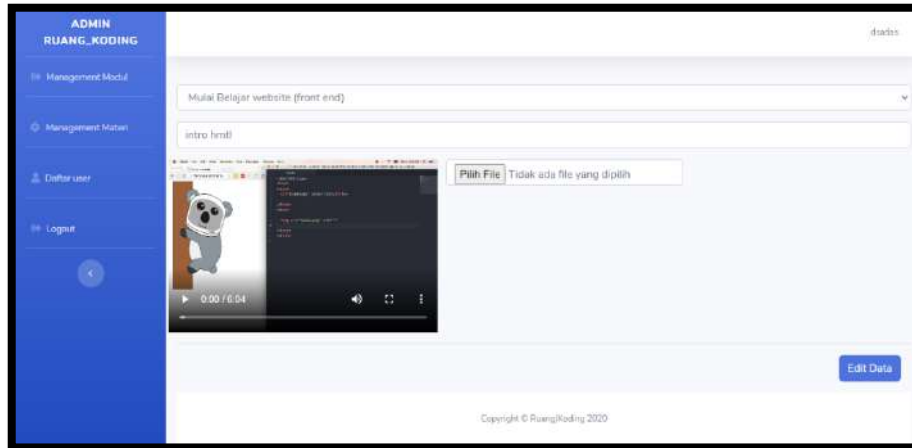 ADMIN
RUANG_KODING
Management Modul
Management Materi
Daftar user
Logout
dsadas
Mulai Belajar website (front end)
intro hmtl
Pilih File Tidak ada file yang dipilih
0:00 / 6:04
Edit Data
Copyright © RuangKoding 2020